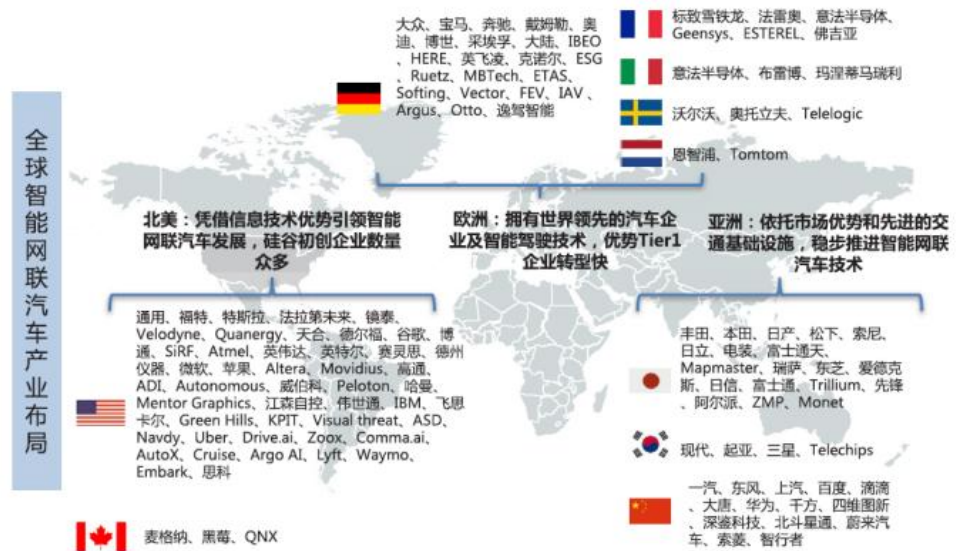 全球智能网联汽车产业布局
大众、宝马、奔驰、戴姆勒、奥
迪、博世、采埃孚、大陆、IBEO
、HERE、英飞凌、克诺尔、ESG
、Ruetz、MBTech、ETAS、
Softing、Vector、FEV、IAV 、
Argus、Otto、逸驾智能
标致雪铁龙、法雷奥、意法半导体、
Geensys、ESTEREL、佛吉亚
意法半导体、布雷博、玛涅蒂马瑞利
沃尔沃、奥托立夫、Telelogic
恩智浦、Tomtom
北美：凭借信息技术优势引领智能
网联汽车发展，硅谷初创企业数量
众多
欧洲：拥有世界领先的汽车企
业及智能驾驶技术，优势Tier1
企业转型快
亚洲：依托市场优势和先进的交
通基础设施，稳步推进智能网联
汽车技术
通用、福特、特斯拉、法拉第未来、镜泰、
Velodyne、Quanergy、天合、德尔福、谷歌、博
通、SiRF、Atmel、英伟达、英特尔、赛灵思、德州
仪器、微软、苹果、Altera、Movidius、高通、
ADI、Autonomous、威伯科、Peloton、哈曼、
Mentor Graphics、江森自控、伟世通、IBM、飞思
卡尔、Green Hills、KPIT、Visual threat、ASD、
Navdy、Uber、Drive.ai、Zoox、Comma.ai、
AutoX、Cruise、Argo AI、Lyft、Waymo、
Embark、思科
麦格纳、黑莓、QNX
丰田、本田、日产、松下、索尼、
日立、电装、富士通天、
Mapmaster、瑞萨、东芝、爱德克
斯、日信、富士通、Trillium、先锋
、阿尔派、ZMP、Monet
现代、起亚、三星、Telechips
一汽、东风、上汽、百度、滴滴
、大唐、华为、千方、四维图新
、深鉴科技、北斗星通、蔚来汽
车、索菱、智行者